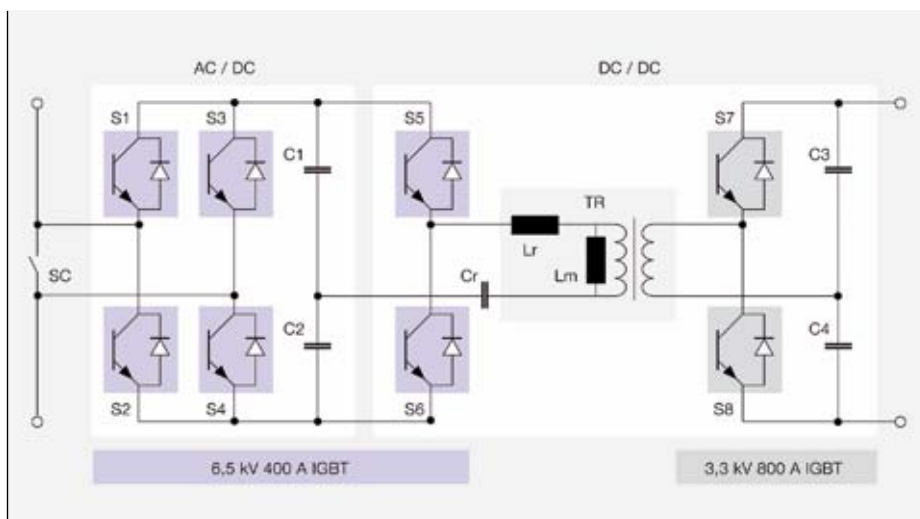 AC / DC
DC / DC
S1
S3
S5
S7
C1
C3
TR
Lr
SC
Cr
Lm
C2
C4
S2
S4
S6
S8
6,5 kV 400 A IGBT
3,3 kV 800 A IGBT